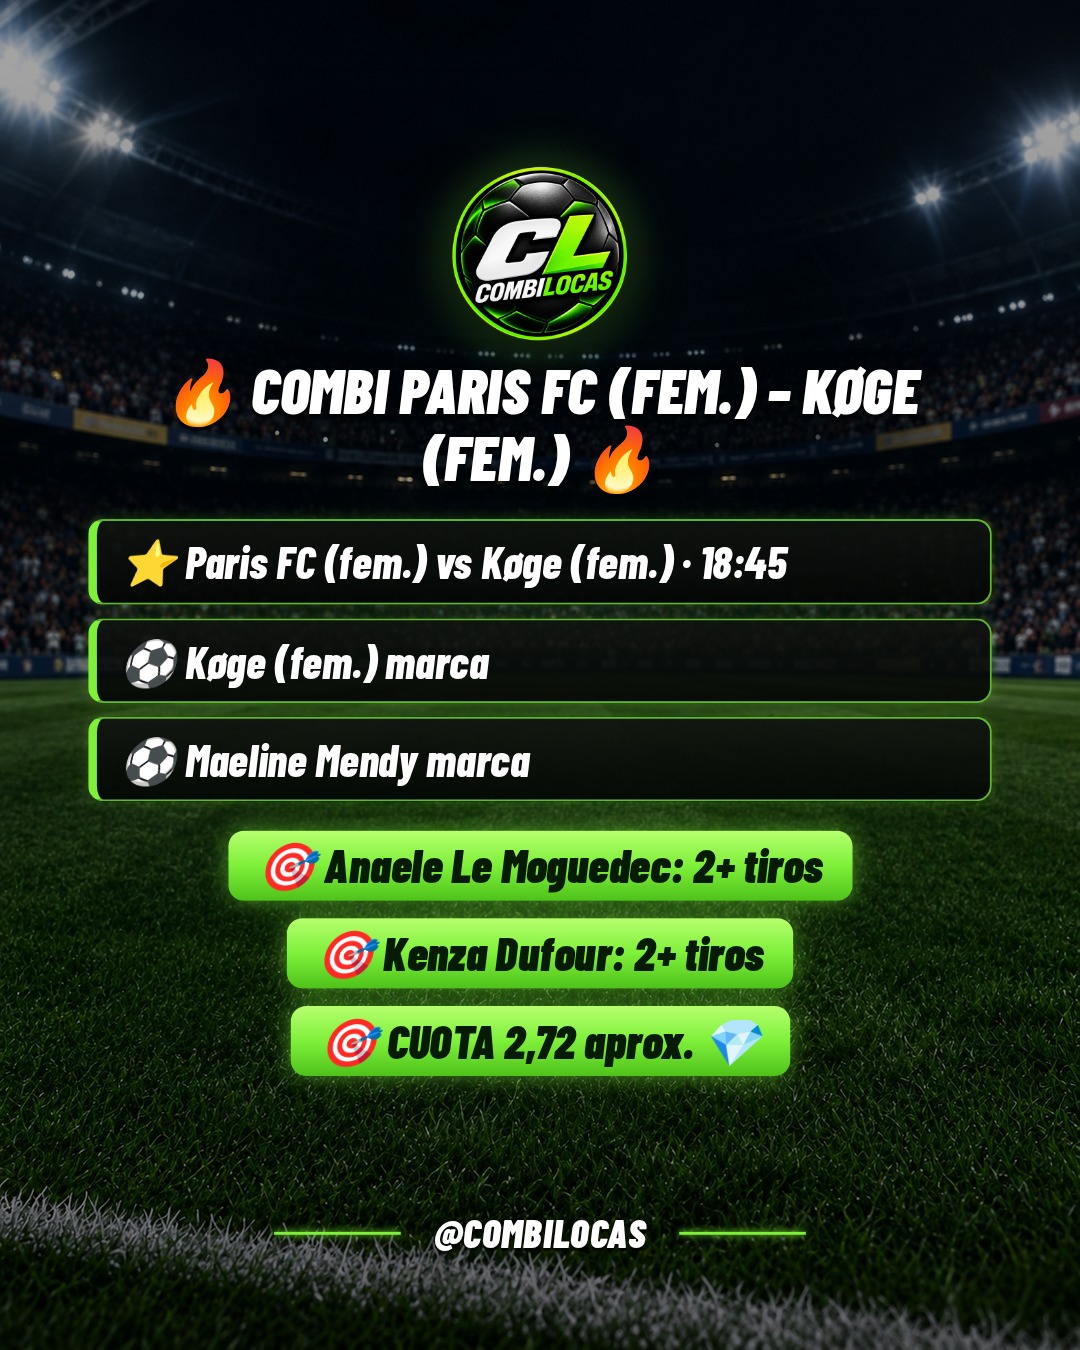 CL
COMBILOCAS
🔥 COMBI PARIS FC (FEM.) – KØGE
(FEM.) 🔥
⭐ Paris FC (fem.) vs Køge (fem.) · 18:45
⚽ Køge (fem.) marca
⚽ Maeline Mendy marca
🎯 Anaele Le Moguedec: 2+ tiros
🎯 Kenza Dufour: 2+ tiros
🎯 CUOTA 2,72 aprox. 💎
@COMBILOCAS